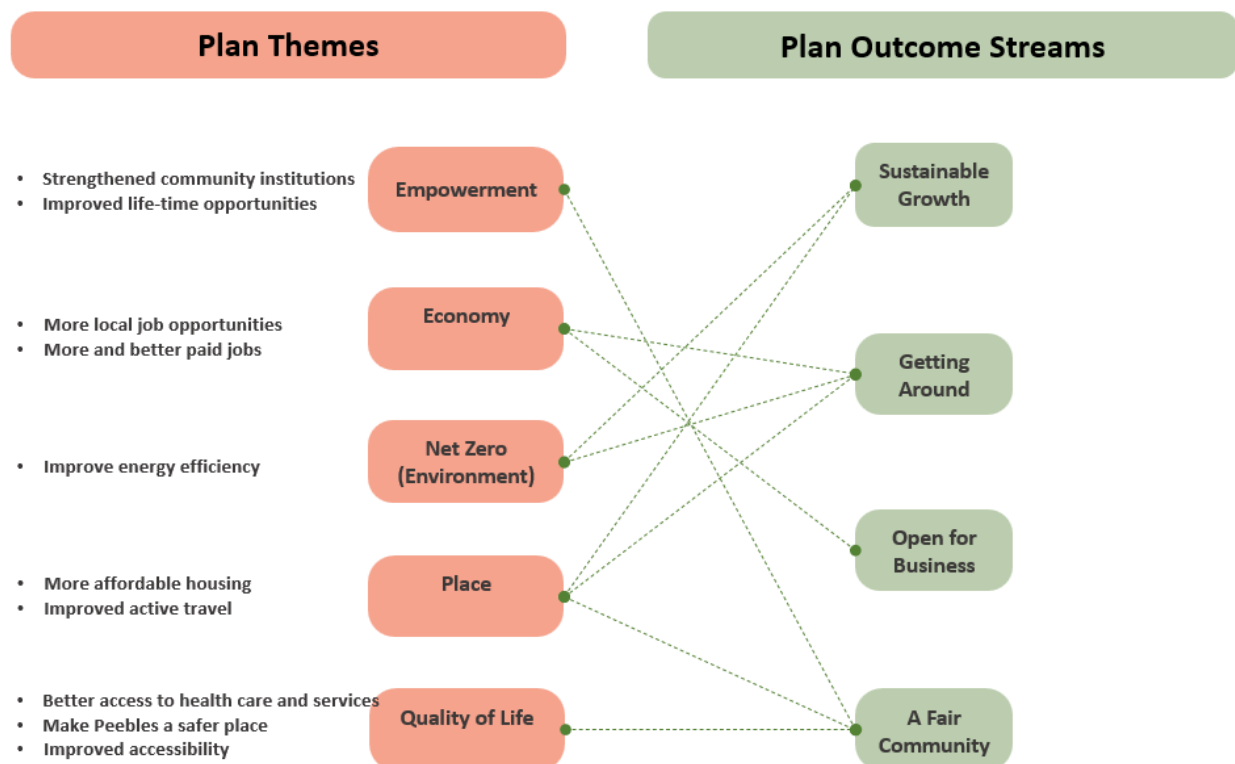 Plan Themes
Plan Outcome Streams
• Strengthened community institutions
• Improved life-time opportunities
Empowerment
Sustainable
Growth
• More local job opportunities
• More and better paid jobs
Economy
Getting
Around
• Improve energy efficiency
Net Zero
(Environment)
Open for
Business
• More affordable housing
• Improved active travel
Place
• Better access to health care and services
• Make Peebles a safer place
• Improved accessibility
Quality of Life
A Fair
Community